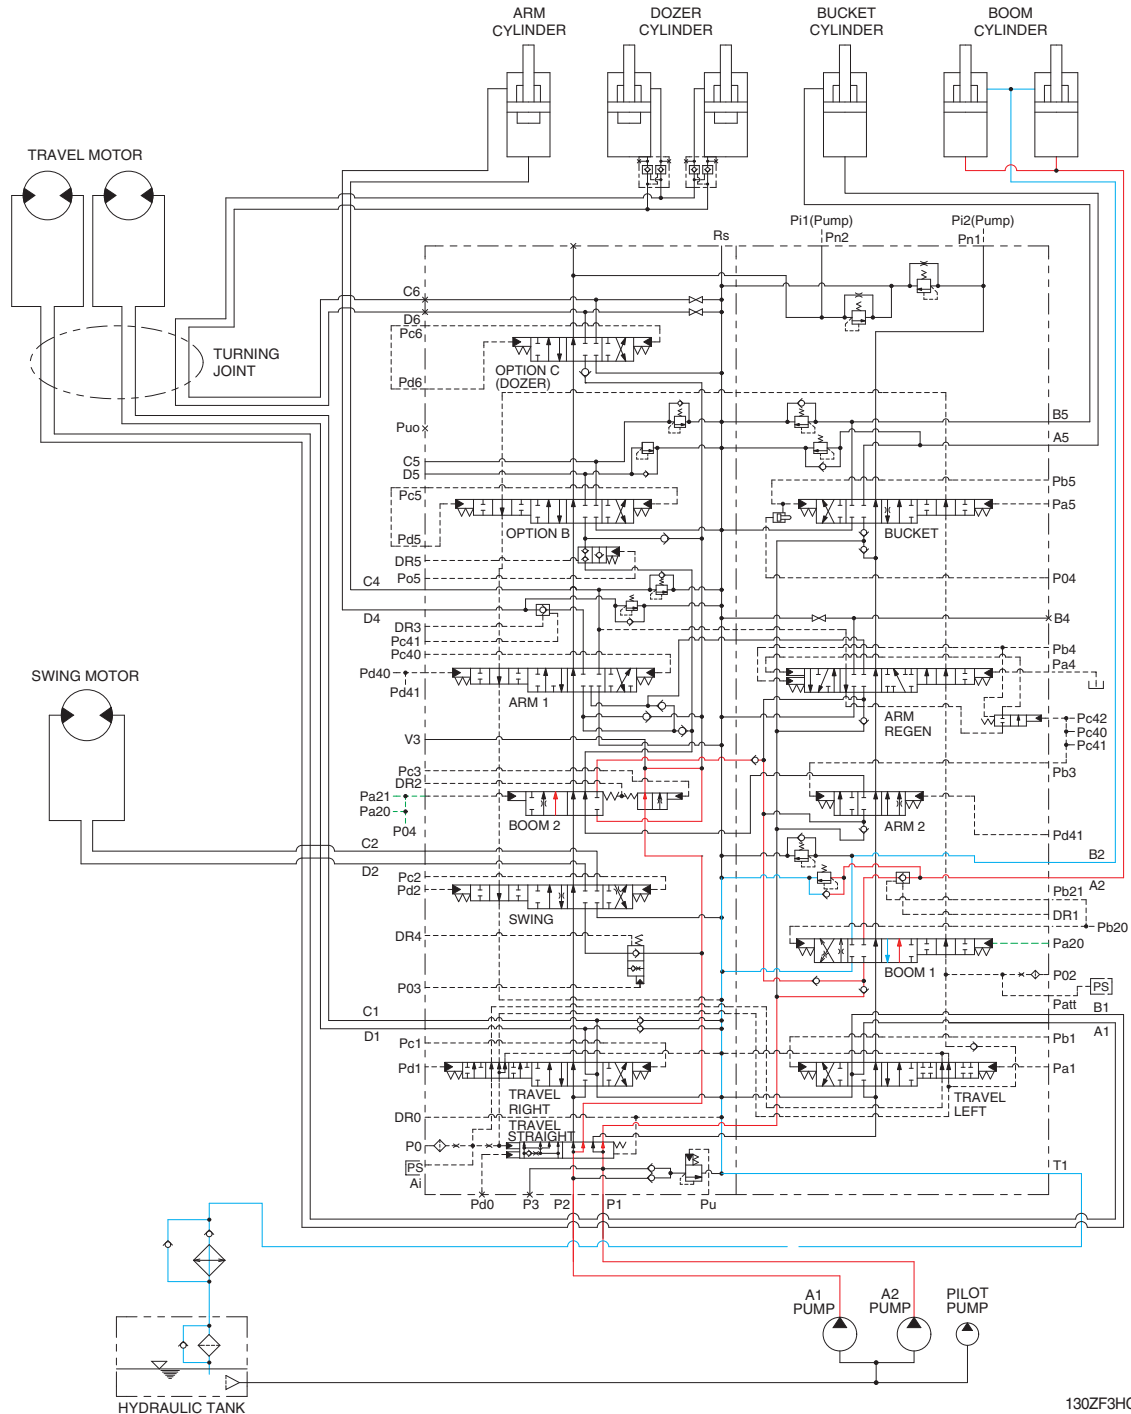 ARM
CYLINDER
DOZER
CYLINDER
BUCKET
CYLINDER
BOOM
CYLINDER
TRAVEL MOTOR
Pi1(Pump)
Pi2(Pump)
Rs
Pn2
Pn1
C6
D6
Pc6
TURNING
JOINT
OPTION C
(DOZER)
Pd6
B5
Puo
A5
C5
D5
Pb5
Pc5
Pa5
OPTION B
BUCKET
Pd5
DR5
C4
Po5
P04
D4
B4
DR3
Pc41
Pc40
Pb4
Pa4
SWING MOTOR
Pd40
Pd41
ARM 1
ARM
REGEN
Pc42
Pc40
Pc41
V3
Pc3
Pb3
DR2
Pa21
Pa20
BOOM 2
ARM 2
P04
Pd41
C2
B2
D2
Pc2
A2
Pd2
Pb21
SWING
DR1
Pb20
DR4
Pa20
BOOM 1
P02
P03
PS
Patt
C1
B1
D1
A1
Pc1
Pb1
Pd1
Pa1
TRAVEL
RIGHT
TRAVEL
LEFT
DR0
TRAVEL
STRAIGHT
P0
PS
T1
Ai
Pd0
P3
P2
P1
Pu
A1
PUMP
A2
PUMP
PILOT
PUMP
HYDRAULIC TANK